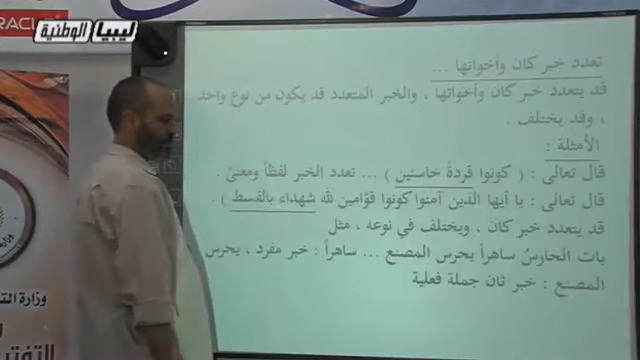 ORACLE
ليبيا الوطنية
تعدد خبر كان وأخواتها ...
قد يتعدد خبر كان وأخواتها ، والخبر المتعدد قد يكون من نوع واحد
، وقد يختلف .
الأمثلة :
قال تعالى : ( كونوا قردةً خاسئين ) ... تعدد الخبر لفظاً ومعنى .
قال تعالى : يا أيها الذين آمنوا كونوا قوّامين لله شهداء بالقسط ) .
قد يتعدد خبر كان ، ويختلف في نوعه ، مثل
بات الحارسُ ساهراً يحرس المصنع ... ساهراً : خبر مفرد ، يحرس
المصنع : خبر ثان جملة فعلية
وزارة